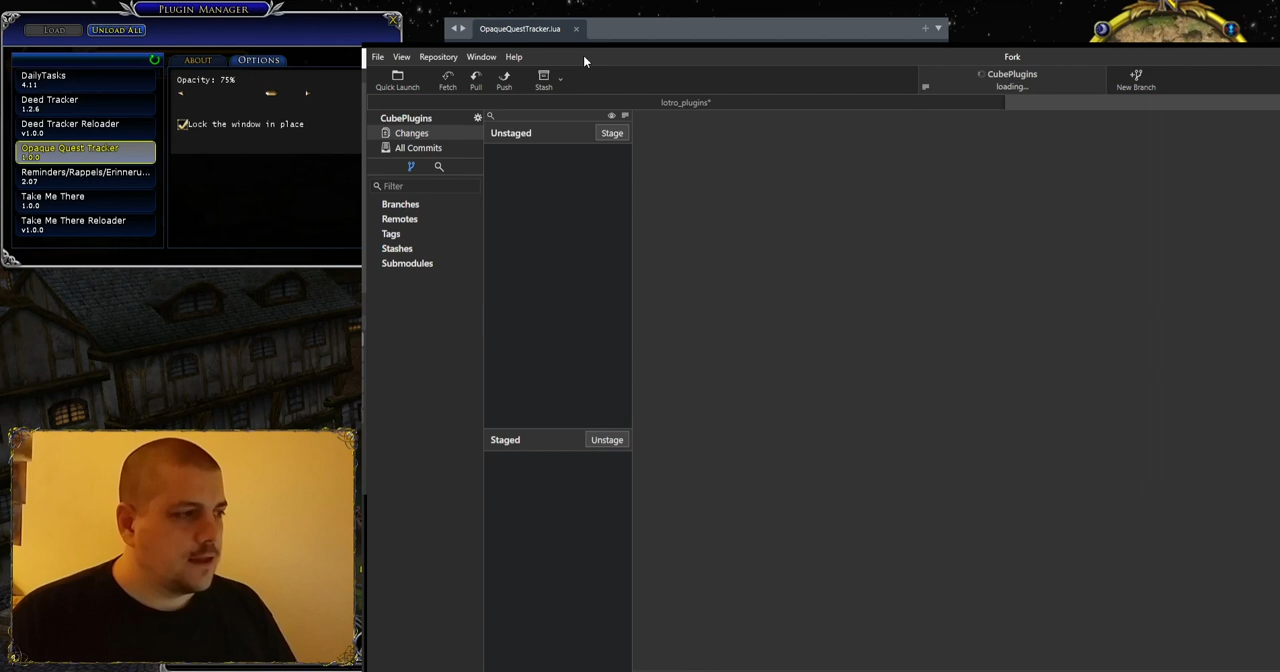 PLUGIN MANAGER
LOAD
UNLOAD ALL
DailyTasks
4.11
Deed Tracker
1.2.6
Deed Tracker Reloader
v1.0.0
Opaque Quest Tracker
1.0.0
Reminders/Rappels/Erinneru...
2.07
Take Me There
1.0.0
Take Me There Reloader
v1.0.0
ABOUT
OPTIONS
Opacity: 75%
Lock the window in place
OpaqueQuestTracker.lua
File View Repository Window Help
Fork
Quick Launch
Fetch
Pull
Push
Stash
CubePlugins
loading...
New Branch
lotro_plugins*
CubePlugins
Changes
All Commits
Filter
Branches
Remotes
Tags
Stashes
Submodules
Unstaged
Stage
Staged
Unstage